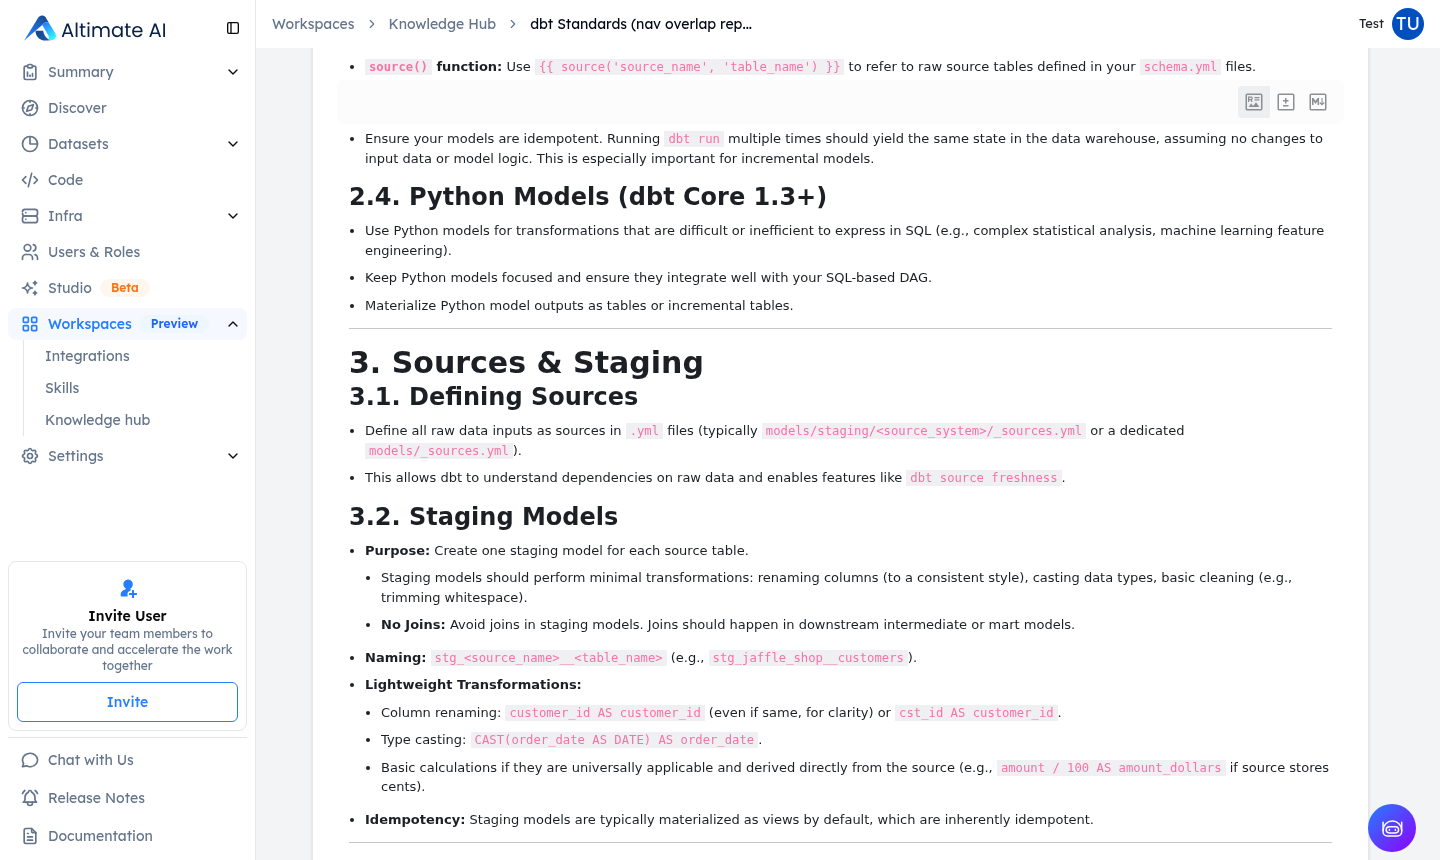 Altimate AI
Summary
Discover
Datasets
Code
Infra
Users & Roles
Studio Beta
Workspaces Preview
Integrations
Skills
Knowledge hub
Settings
Invite User
Invite your team members to
collaborate and accelerate the work
together
Invite
Chat with Us
Release Notes
Documentation
Workspaces > Knowledge Hub > dbt Standards (nav overlap rep...
Test TU
• source() function: Use {{ source('source_name', 'table_name') }} to refer to raw source tables defined in your schema.yml files.
• Ensure your models are idempotent. Running dbt run multiple times should yield the same state in the data warehouse, assuming no changes to
input data or model logic. This is especially important for incremental models.
2.4. Python Models (dbt Core 1.3+)
• Use Python models for transformations that are difficult or inefficient to express in SQL (e.g., complex statistical analysis, machine learning feature
engineering).
• Keep Python models focused and ensure they integrate well with your SQL-based DAG.
• Materialize Python model outputs as tables or incremental tables.
3. Sources & Staging
3.1. Defining Sources
• Define all raw data inputs as sources in .yml files (typically models/staging/<source_system>/_sources.yml or a dedicated
models/_sources.yml).
• This allows dbt to understand dependencies on raw data and enables features like dbt source freshness.
3.2. Staging Models
• Purpose: Create one staging model for each source table.
• Staging models should perform minimal transformations: renaming columns (to a consistent style), casting data types, basic cleaning (e.g.,
trimming whitespace).
• No Joins: Avoid joins in staging models. Joins should happen in downstream intermediate or mart models.
• Naming: stg_<source_name>__<table_name> (e.g., stg_jaffle_shop__customers).
• Lightweight Transformations:
• Column renaming: customer_id AS customer_id (even if same, for clarity) or cst_id AS customer_id.
• Type casting: CAST(order_date AS DATE) AS order_date.
• Basic calculations if they are universally applicable and derived directly from the source (e.g., amount / 100 AS amount_dollars if source stores
cents).
• Idempotency: Staging models are typically materialized as views by default, which are inherently idempotent.